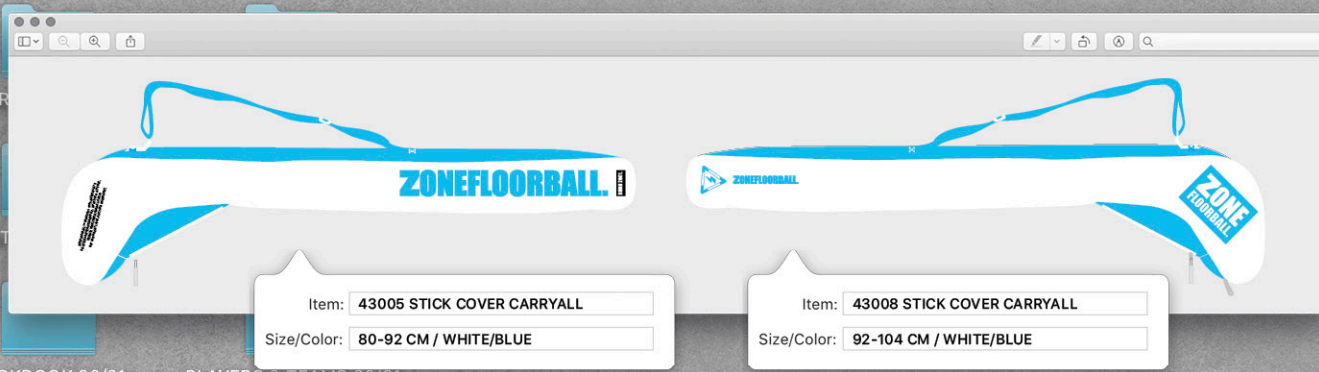 ZONEFLOORBALL.
ZONEFLOORBALL
ZONE
FLOORBALL.
Item: 43005 STICK COVER CARRYALL
Size/Color: 80-92 CM / WHITE/BLUE
Item: 43008 STICK COVER CARRYALL
Size/Color: 92-104 CM / WHITE/BLUE